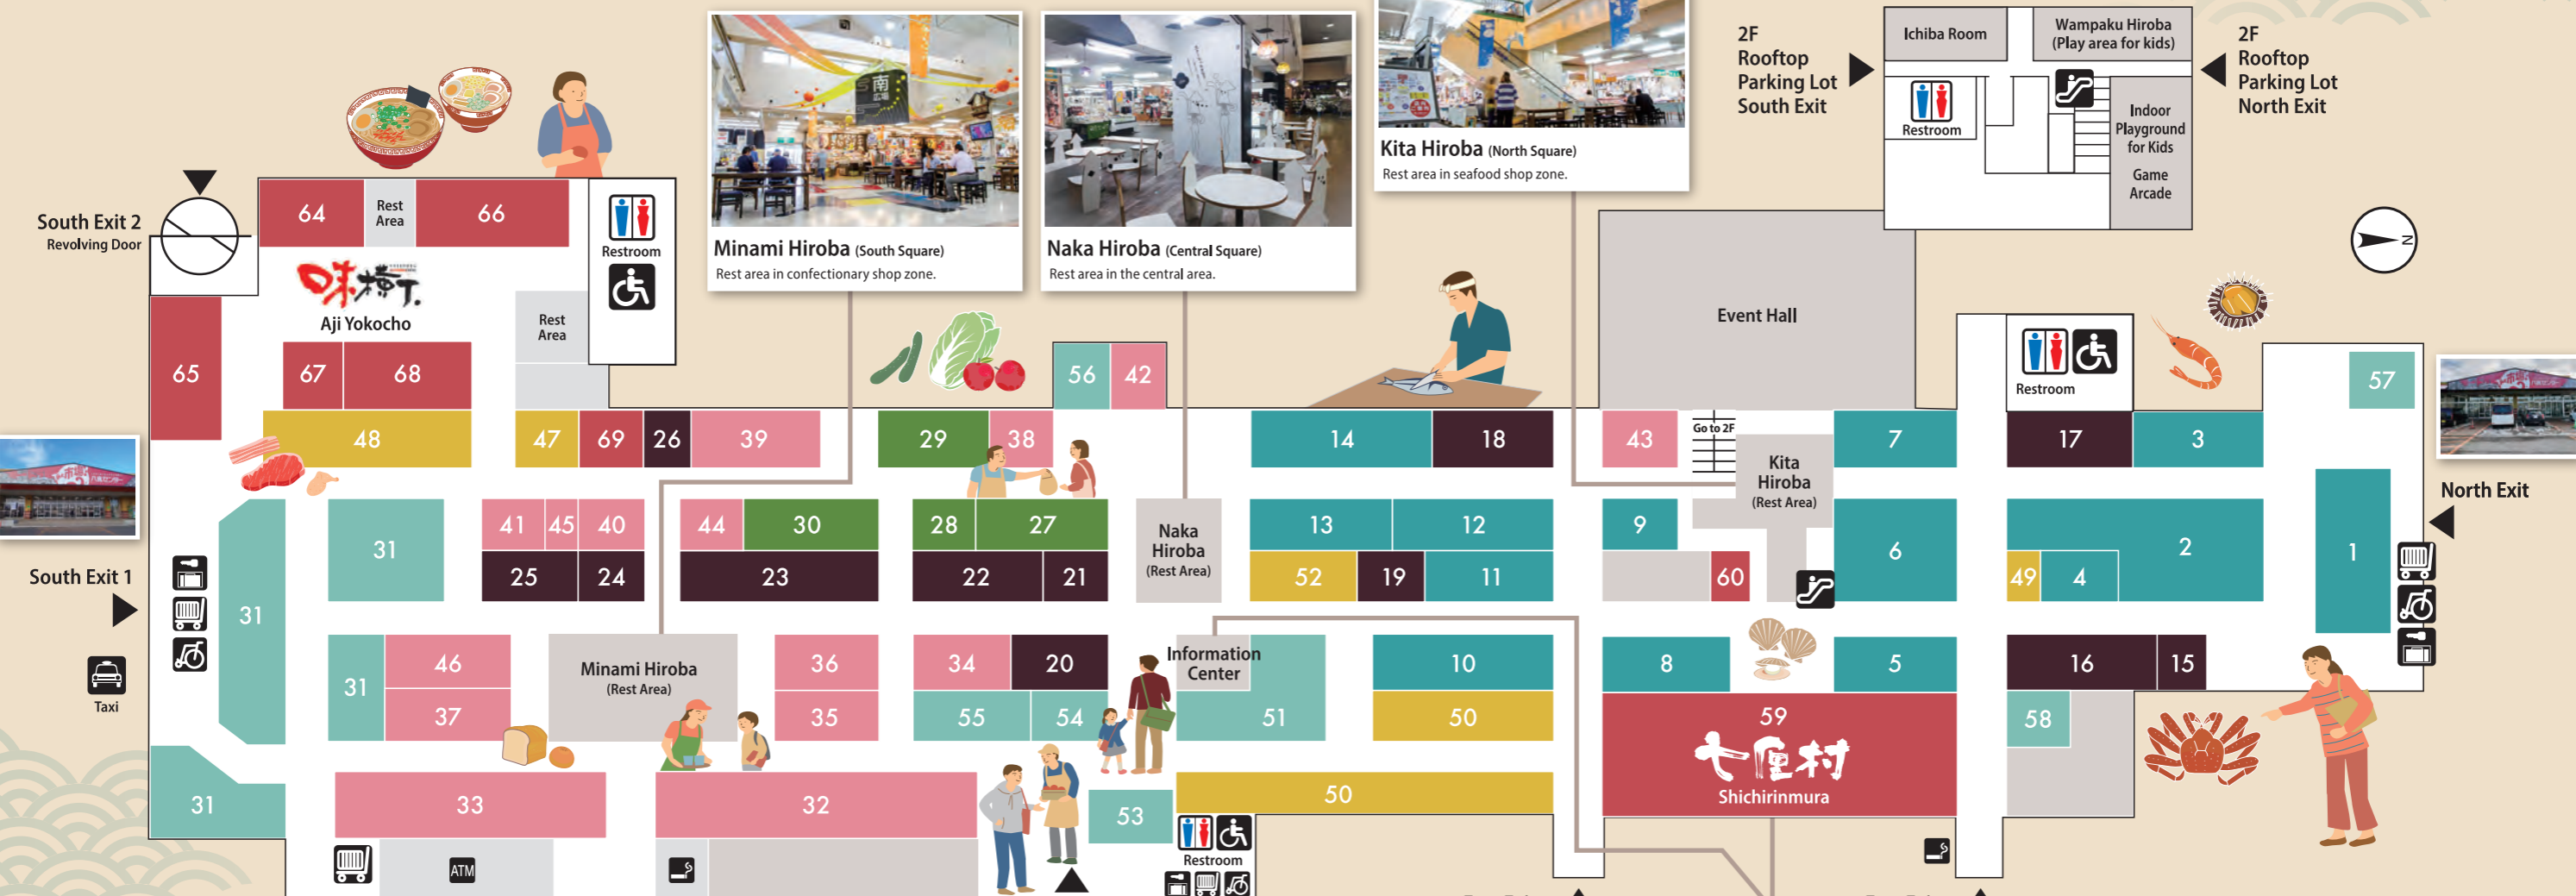 2F
Rooftop
Parking Lot
South Exit
Ichiba Room
Wampaku Hiroba
(Play area for kids)
Restroom
Indoor
Playground
for Kids
Game
Arcade
2F
Rooftop
Parking Lot
North Exit
N
南
Minami Hiroba (South Square)
Rest area in confectionary shop zone.
Naka Hiroba (Central Square)
Rest area in the central area.
Kita Hiroba (North Square)
Rest area in seafood shop zone.
South Exit 2
Revolving Door
64
Rest
Area
66
Restroom
味横丁
Aji Yokocho
Rest
Area
65
67
68
56
42
Event Hall
Restroom
57
48
47
69
26
39
29
38
14
18
43
Go to 2F
Kita
Hiroba
(Rest Area)
7
17
3
North Exit
South Exit 1
Taxi
31
31
41
45
40
44
30
28
27
25
24
23
22
21
Naka
Hiroba
(Rest Area)
13
12
52
19
11
9
60
6
2
49
4
1
31
46
37
Minami Hiroba
(Rest Area)
36
35
34
20
55
54
Information
Center
51
10
50
8
5
16
15
58
59
七厘村
Shichirinmura
31
33
32
53
50
ATM
Restroom